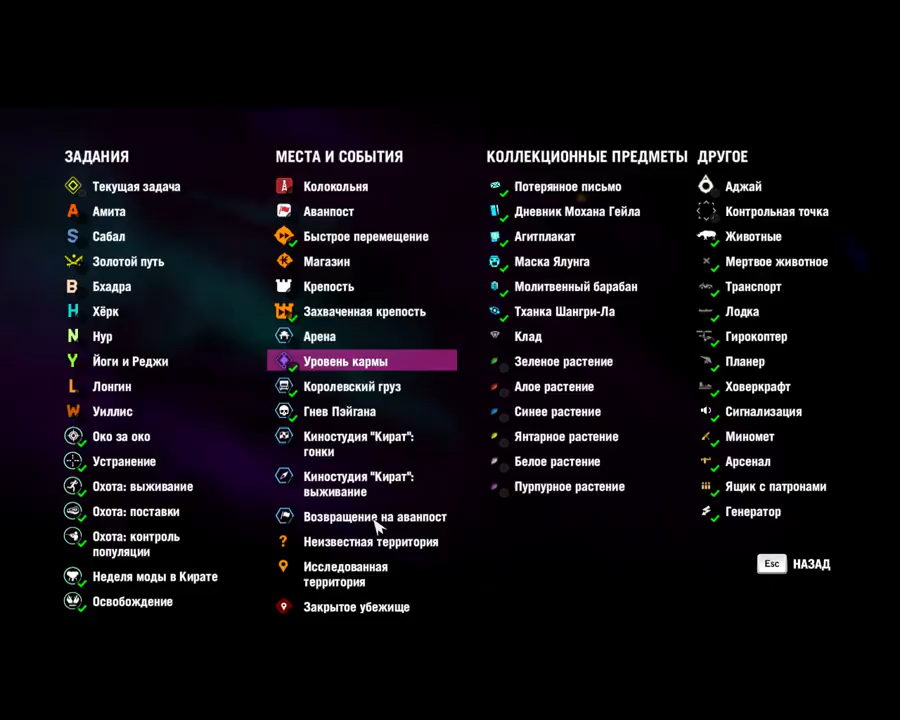 ЗАДАНИЯ
Текущая задача
Амита
Сабал
Золотой путь
Бхадра
Хёрк
Нур
Йоги и Реджи
Лонгин
Уиллис
Око за око
Устранение
Охота: выживание
Охота: поставки
Охота: контроль
популяции
Неделя моды в Кирате
Освобождение
МЕСТА И СОБЫТИЯ
Колокольня
Аванпост
Быстрое перемещение
Магазин
Крепость
Захваченная крепость
Арена
Уровень кармы
Королевский груз
Гнев Пэйгана
Киностудия "Кират":
гонки
Киностудия "Кират":
выживание
Возвращение на аванпост
Неизвестная территория
Исследованная
территория
Закрытое убежище
КОЛЛЕКЦИОННЫЕ ПРЕДМЕТЫ
Потерянное письмо
Дневник Мохана Гейла
Агитплакат
Маска Ялунга
Молитвенный барабан
Тханка Шангри-Ла
Клад
Зеленое растение
Алое растение
Синее растение
Янтарное растение
Белое растение
Пурпурное растение
ДРУГОЕ
Аджай
Контрольная точка
Животные
Мертвое животное
Транспорт
Лодка
Гирокоптер
Планер
Ховеркрафт
Сигнализация
Миномет
Арсенал
Ящик с патронами
Генератор
Esc НАЗАД